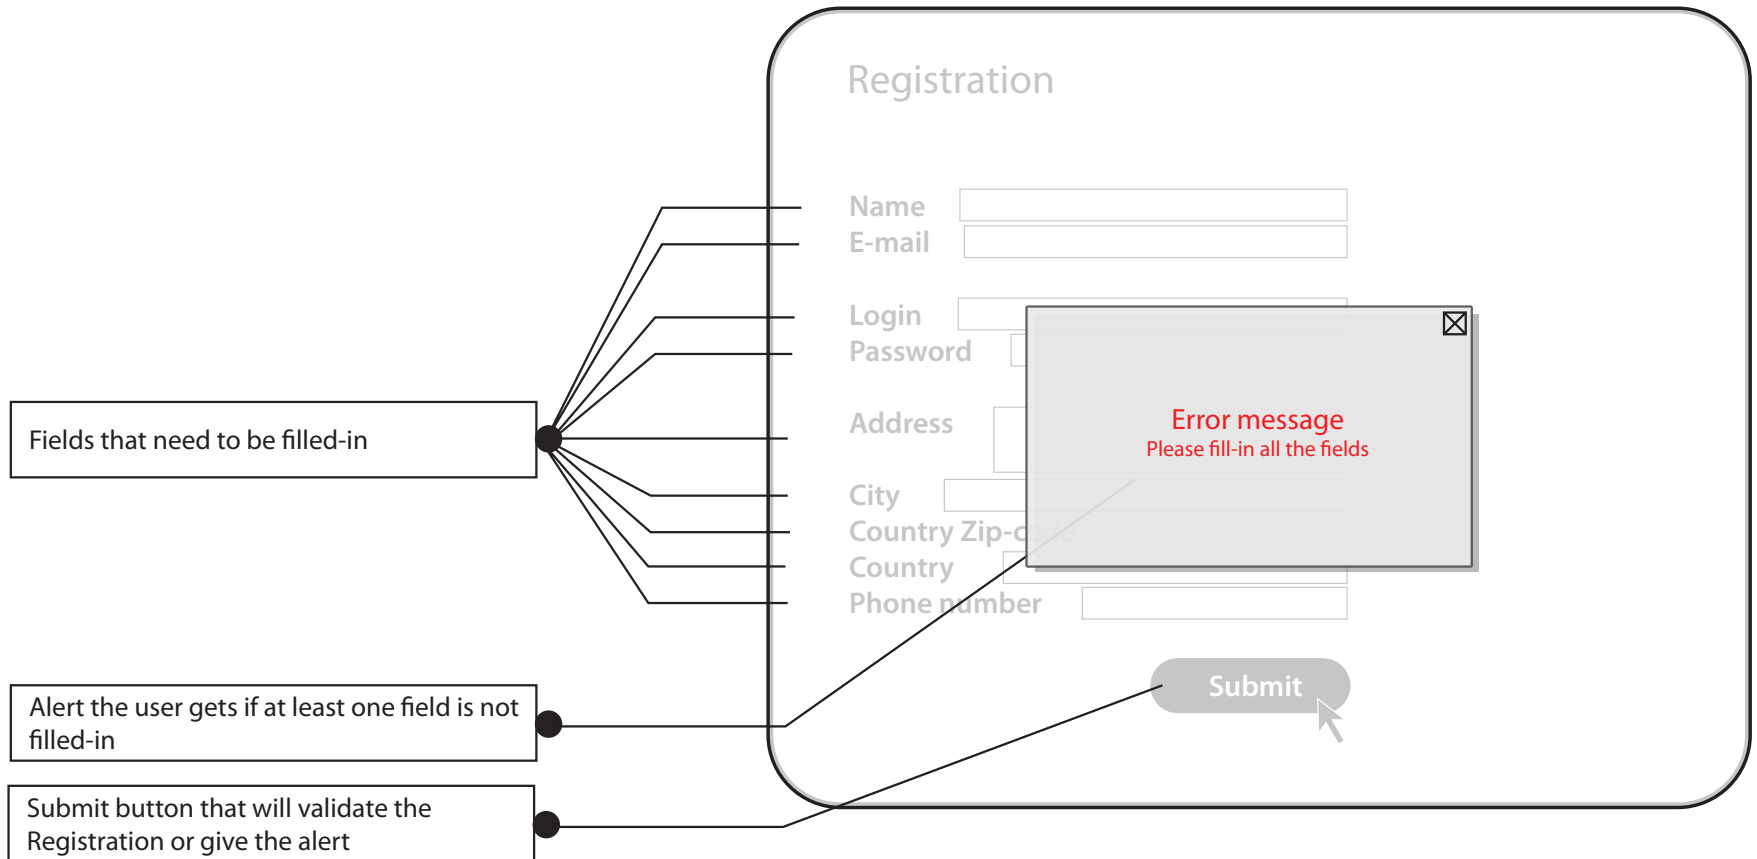 Registration
Name
E-mail
Login
Password
Address
Error message
Please fill-in all the fields
Fields that need to be filled-in
City
Country Zip-code
Country
Phone number
Submit
Alert the user gets if at least one field is not
filled-in
Submit button that will validate the
Registration or give the alert